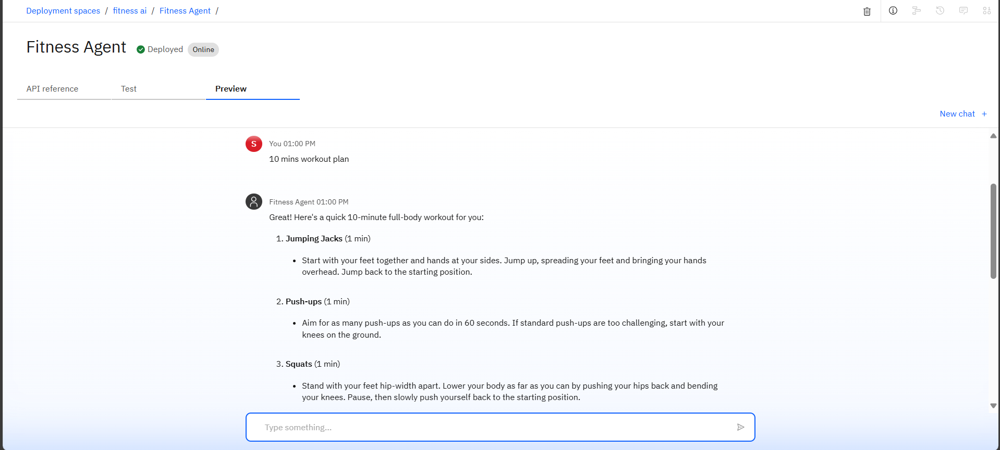 Deployment spaces / fitness ai / Fitness Agent /
Fitness Agent Deployed Online
API reference Test Preview
New chat +
S You 01:00 PM
10 mins workout plan
Fitness Agent 01:00 PM
Great! Here's a quick 10-minute full-body workout for you:
1. Jumping Jacks (1 min)
• Start with your feet together and hands at your sides. Jump up, spreading your feet and bringing your hands
overhead. Jump back to the starting position.
2. Push-ups (1 min)
• Aim for as many push-ups as you can do in 60 seconds. If standard push-ups are too challenging, start with your
knees on the ground.
3. Squats (1 min)
• Stand with your feet hip-width apart. Lower your body as far as you can by pushing your hips back and bending
your knees. Pause, then slowly push yourself back to the starting position.
Type something...